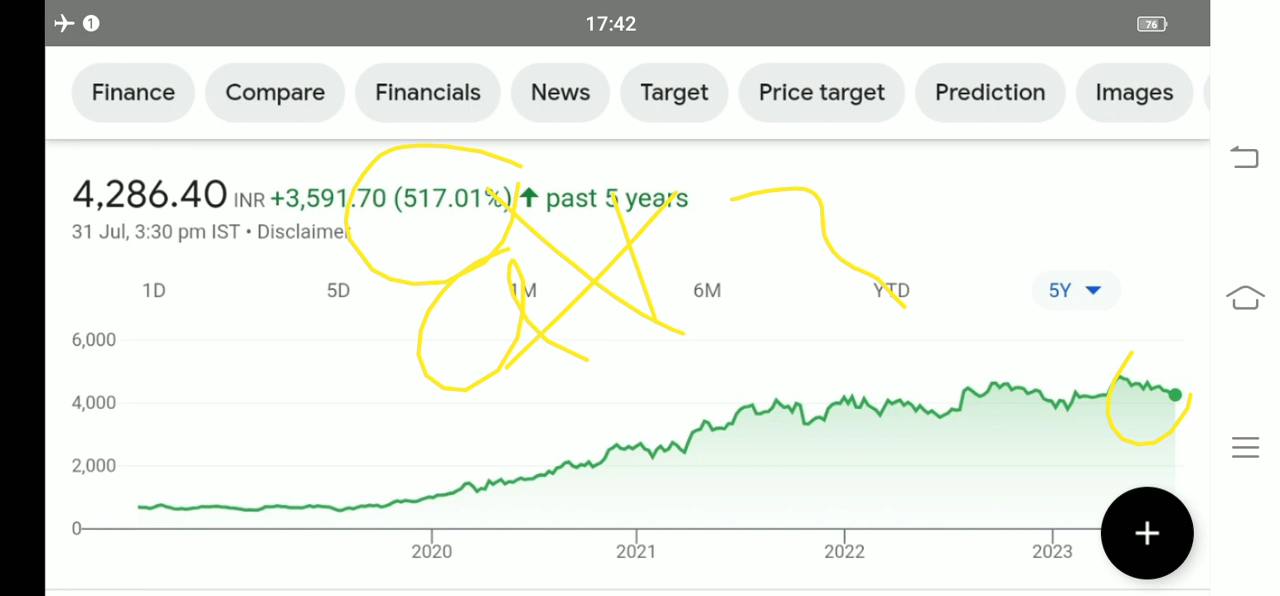 1 17:42 76
Finance Compare Financials News Target Price target Prediction Images
4,286.40 INR +3,591.70 (517.01%) ↑ past 5 years
31 Jul, 3:30 pm IST • Disclaimer
1D 5D 1M 6M YTD 5Y
6,000
4,000
2,000
0
2020 2021 2022 2023
+